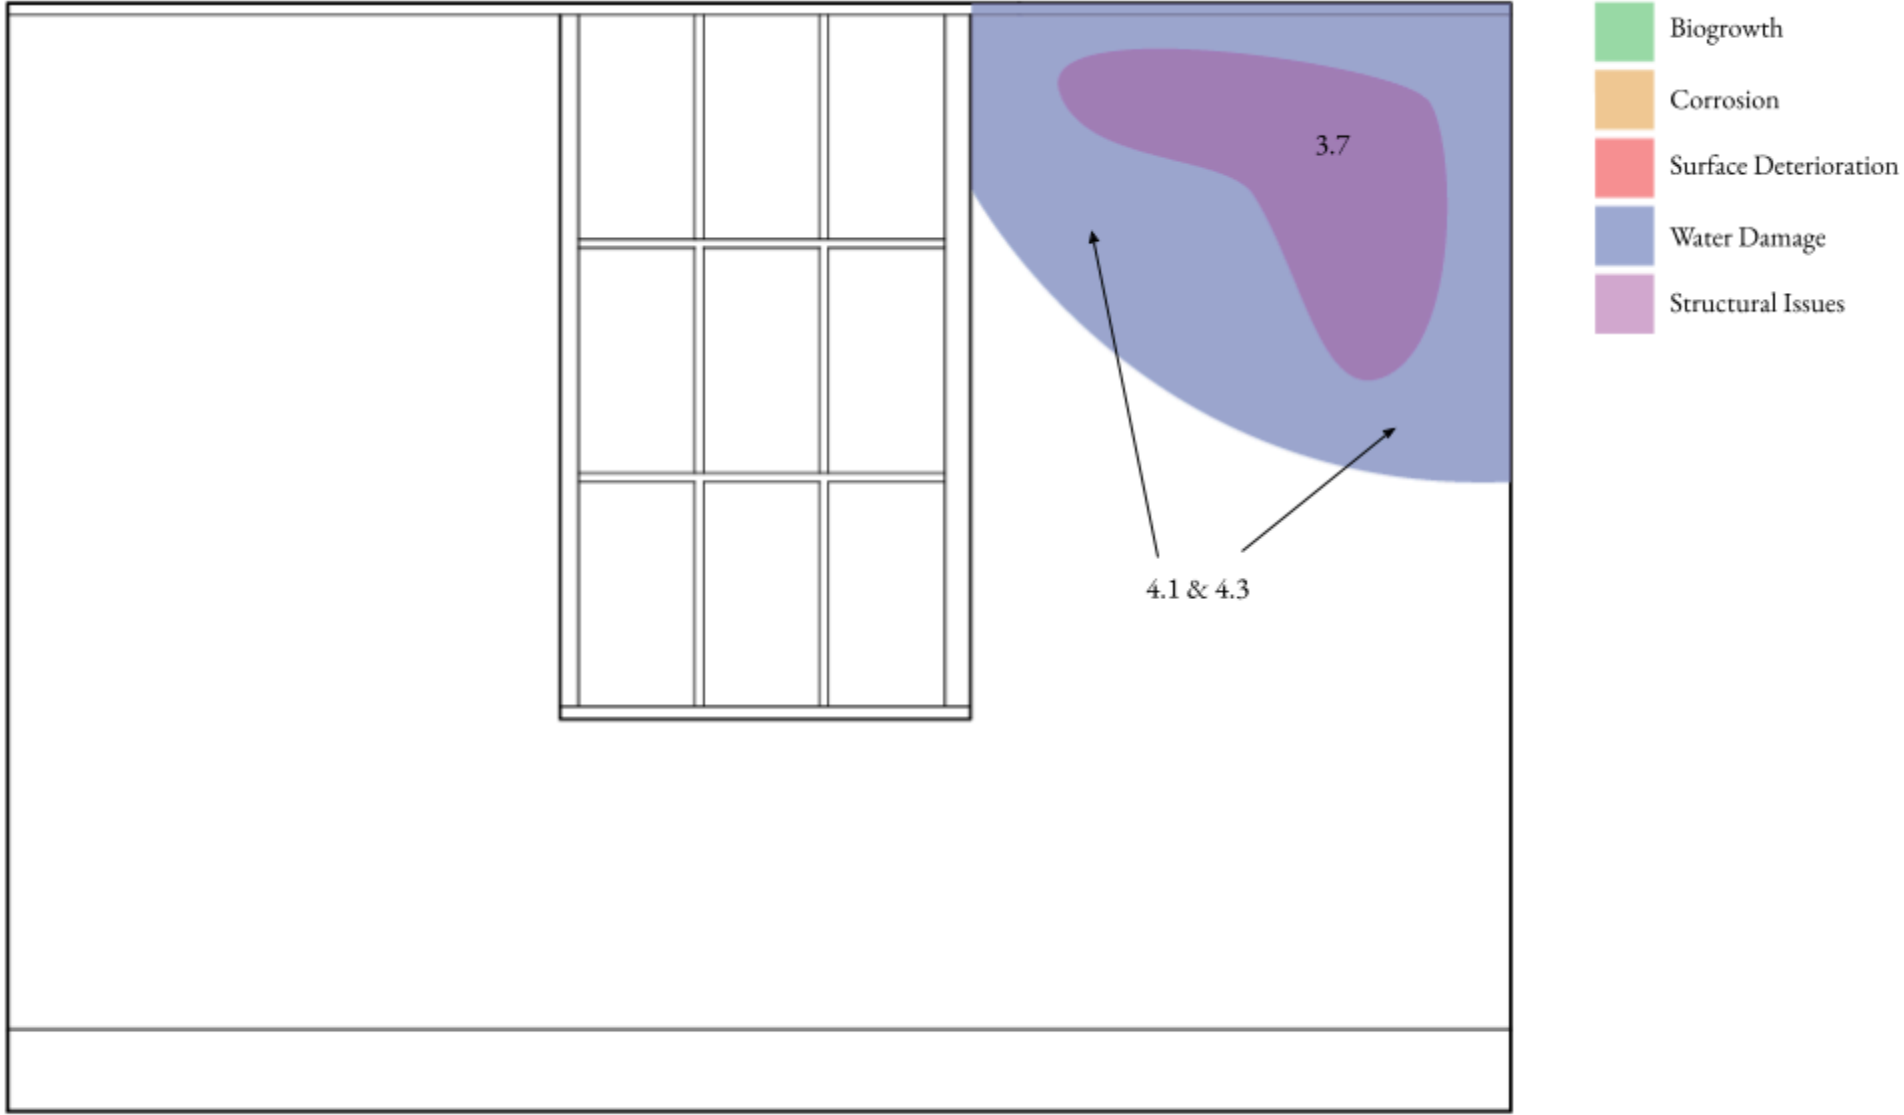 Biogrowth
Corrosion
3.7
Surface Deterioration
Water Damage
Structural Issues
4.1 & 4.3